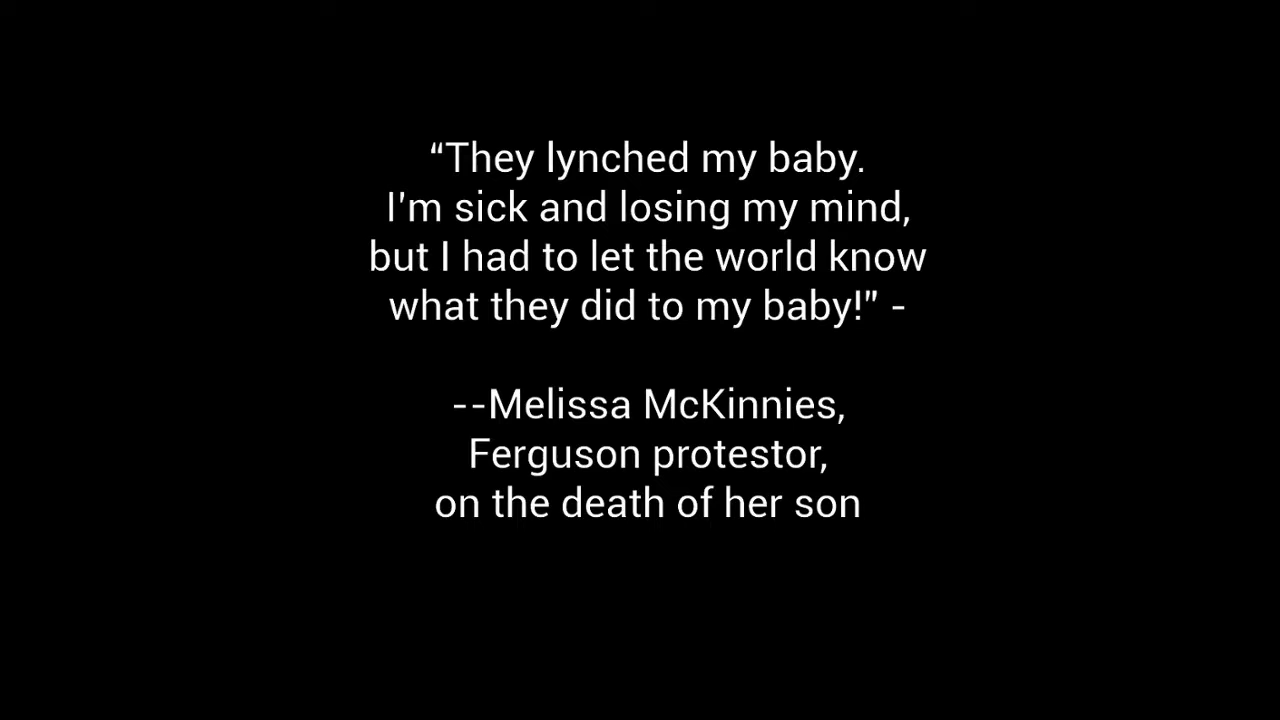 “They lynched my baby.
I'm sick and losing my mind,
but I had to let the world know
what they did to my baby!" -
--Melissa McKinnies,
Ferguson protestor,
on the death of her son